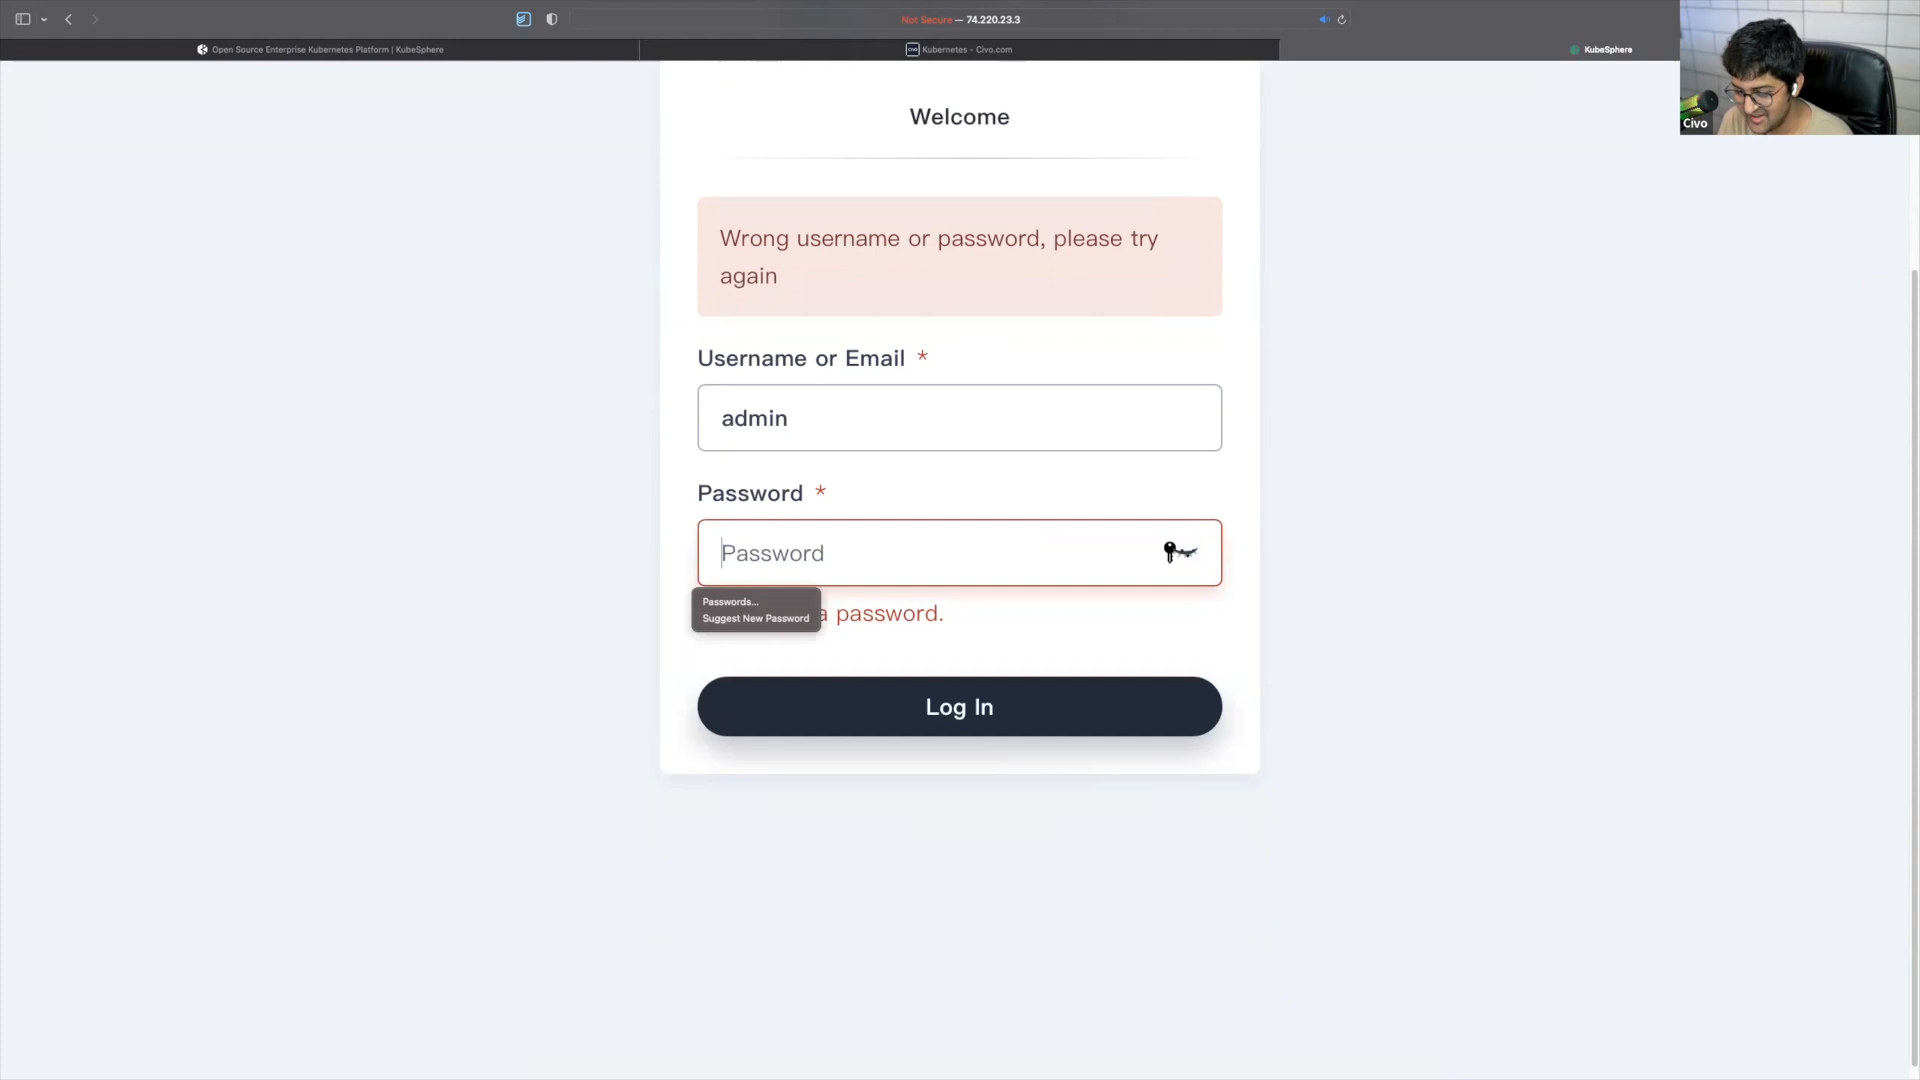 Not Secure — 74.220.23.3
Open Source Enterprise Kubernetes Platform | KubeSphere
Kubernetes - Civo.com
KubeSphere
Civo
Welcome
Wrong username or password, please try
again
Username or Email *
admin
Password *
Password
Passwords...
Suggest New Password
a password.
Log In